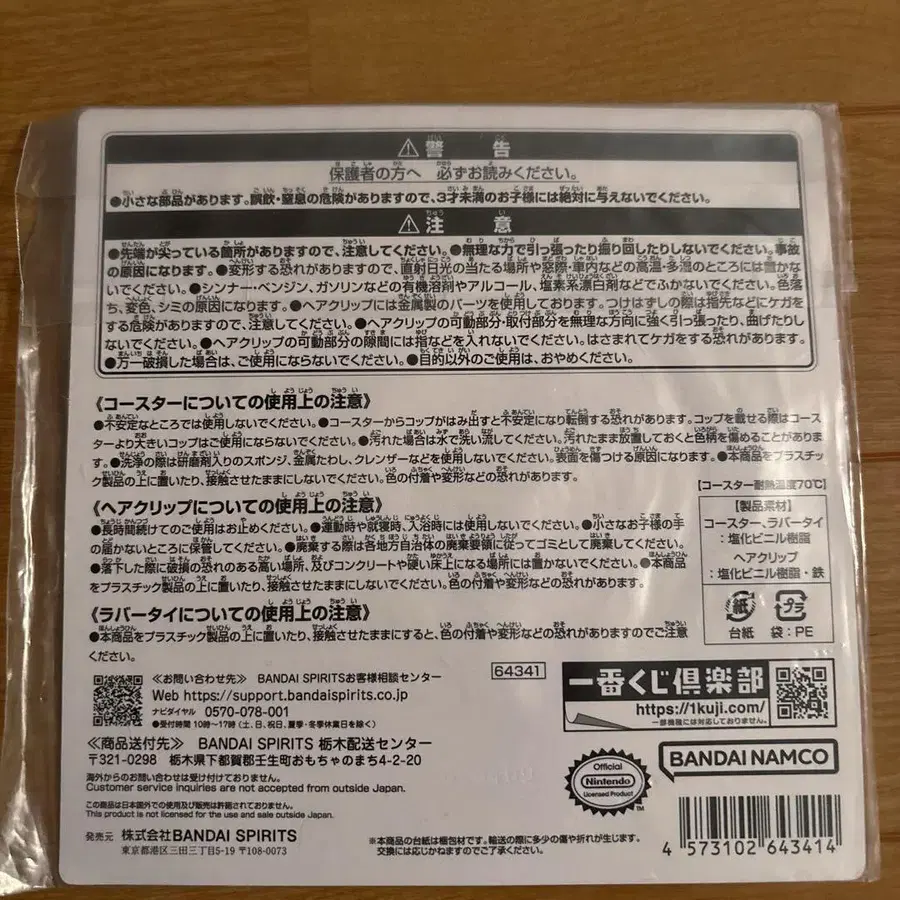 ⚠警告
保護者の方へ 必ずお読みください。
●小さな部品があります。誤飲・窒息の危険がありますので、3才未満のお子様には絶対に与えないでください。
⚠注意
●先端が尖っている箇所がありますので、注意してください。●無理な力で引っ張ったり振り回したりしないでください。事故
の原因になります。●変形する恐れがありますので、直射日光の当たる場所や窓際・車内などの高温・多湿のところには置かな
いでください。●シンナー・ベンジン、ガソリンなどの有機溶剤やアルコール、塩素系漂白剤などでふかないでください。色落
ち、変色、シミの原因になります。●ヘアクリップには金属製のパーツを使用しております。つけはずしの際は指先などにケガを
する危険がありますので、注意してください。●ヘアクリップの可動部分・取付部分を無理な方向に強く引っ張ったり、曲げたりし
ないでください。●ヘアクリップの可動部分の隙間には指などを入れないでください。はさまれてケガをする恐れがあります。
●万一破損した場合は、ご使用にならないでください。●目的以外のご使用は、おやめください。
《コースターについての使用上の注意》
●不安定なところでは使用しないでください。●コースターからコップがはみ出すと不安定になり転倒する恐れがあります。コップを載せる際はコース
ターより大きいコップはご使用にならないでください。●汚れた場合は水で洗い流してください。汚れたまま放置しておくと色柄を傷めることがありま
す。●洗浄の際は研磨剤入りのスポンジ、金属たわし、クレンザーなどを使用しないでください。表面を傷つける原因になります。●本商品をプラスチッ
ク製品の上に置いたり、接触させたままにしないでください。色の付着や変形などの恐れがあります。
[コースター耐熱温度70℃]
《ヘアクリップについての使用上の注意》
●長時間続けてのご使用はお止めください。●運動時や就寝時、入浴時には使用しないでください。●小さなお子様の手
の届かないところに保管してください。●廃棄する際は各地方自治体の廃棄要領に従ってゴミとして廃棄してください。
●落下した際に破損の恐れのある高い場所、及びコンクリートや硬い床上になる場所には置かないでください。●本商品
をプラスチック製品の上に置いたり、接触させたままにしないでください。色の付着や変形などの恐れがあります。
【製品素材】
コースター、ラバータイ
:塩化ビニル樹脂
ヘアクリップ
:塩化ビニル樹脂・鉄
紙 プラ
台紙 袋:PE
《ラバータイについての使用上の注意》
●本商品をプラスチック製品の上に置いたり、接触させたままにすると、色の付着や変形などの恐れがありますのでご注意
ください。
64341
≪お問い合わせ先≫ BANDAI SPIRITSお客様相談センター
Web https://support.bandaispirits.co.jp
ナビダイヤル 0570-078-001
●受付時間 10時~17時(土、日、祝日、夏季・冬季休業日を除く)
一番くじ倶楽部
https://1kuji.com/
一部機種には対応しておりません。
≪商品送付先≫ BANDAI SPIRITS 栃木配送センター
〒321-0298 栃木県下都賀郡壬生町おもちゃのまち4-2-20
海外からのお問い合わせは受け付けておりません。
Customer service inquiries are not accepted from outside Japan.
この商品は日本国外での使用及び販売は許諾されておりません。
This product is not licensed for the use and sale outside Japan.
発売元 株式会社BANDAI SPIRITS
東京都港区三田三丁目5-19 〒108-0073
Official
Nintendo
Licensed Product
TM
BANDAI NAMCO
※本商品の台紙は梱包材です。輸送の際に多少の傷や折れが生じます。
交換には応じかねますのでご了承ください。
4 573102 643414